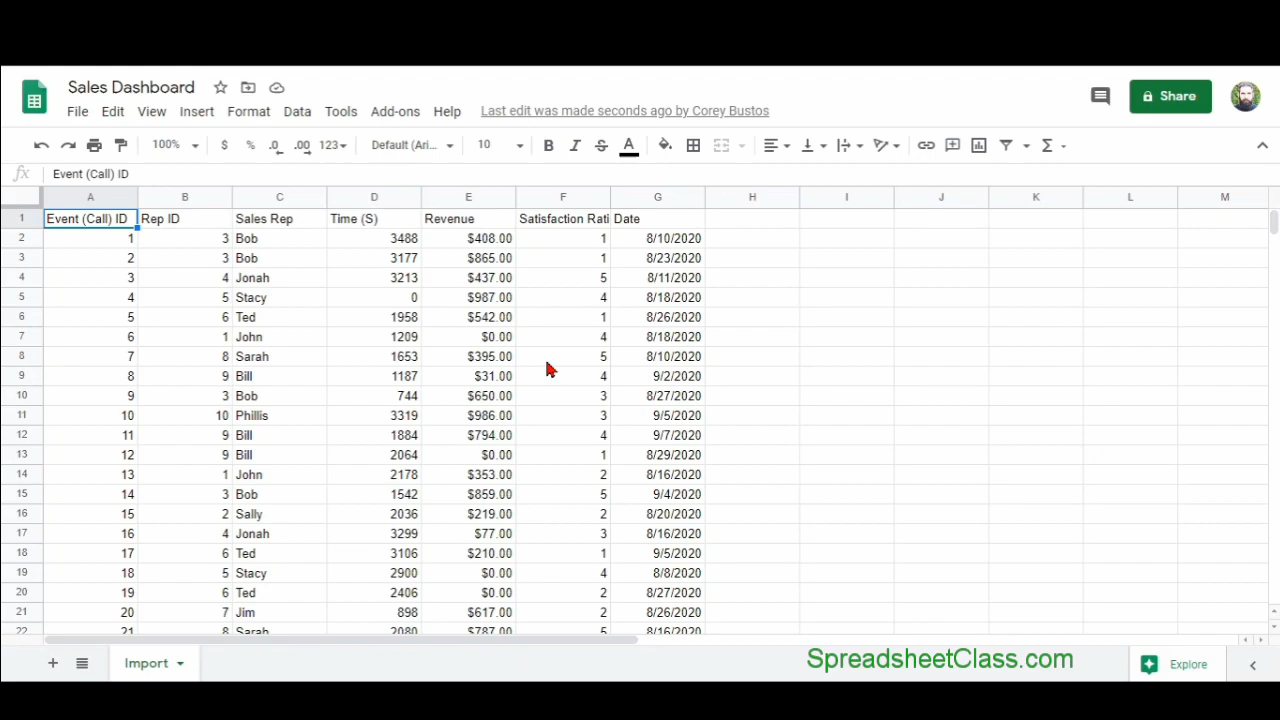 Sales Dashboard
File Edit View Insert Format Data Tools Add-ons Help Last edit was made seconds ago by Corey Bustos
Share
100% $ % .0 .00 123 Default (Ari... 10 B I S A
fx Event (Call) ID
A B C D E F G H I J K L M
1 Event (Call) ID Rep ID Sales Rep Time (S) Revenue Satisfaction Rati Date
2 1 3 Bob 3488 $408.00 1 8/10/2020
3 2 3 Bob 3177 $865.00 1 8/23/2020
4 3 4 Jonah 3213 $437.00 5 8/11/2020
5 4 5 Stacy 0 $987.00 4 8/18/2020
6 5 6 Ted 1958 $542.00 1 8/26/2020
7 6 1 John 1209 $0.00 4 8/18/2020
8 7 8 Sarah 1653 $395.00 5 8/10/2020
9 8 9 Bill 1187 $31.00 4 9/2/2020
10 9 3 Bob 744 $650.00 3 8/27/2020
11 10 10 Phillis 3319 $986.00 3 9/5/2020
12 11 9 Bill 1884 $794.00 4 9/7/2020
13 12 9 Bill 2064 $0.00 1 8/29/2020
14 13 1 John 2178 $353.00 2 8/16/2020
15 14 3 Bob 1542 $859.00 5 9/4/2020
16 15 2 Sally 2036 $219.00 2 8/20/2020
17 16 4 Jonah 3299 $77.00 3 8/16/2020
18 17 6 Ted 3106 $210.00 1 9/5/2020
19 18 5 Stacy 2900 $0.00 4 8/8/2020
20 19 6 Ted 2406 $0.00 2 8/27/2020
21 20 7 Jim 898 $617.00 2 8/26/2020
22 21 8 Sarah 2080 $787.00 5 8/16/2020
Import
SpreadsheetClass.com
Explore